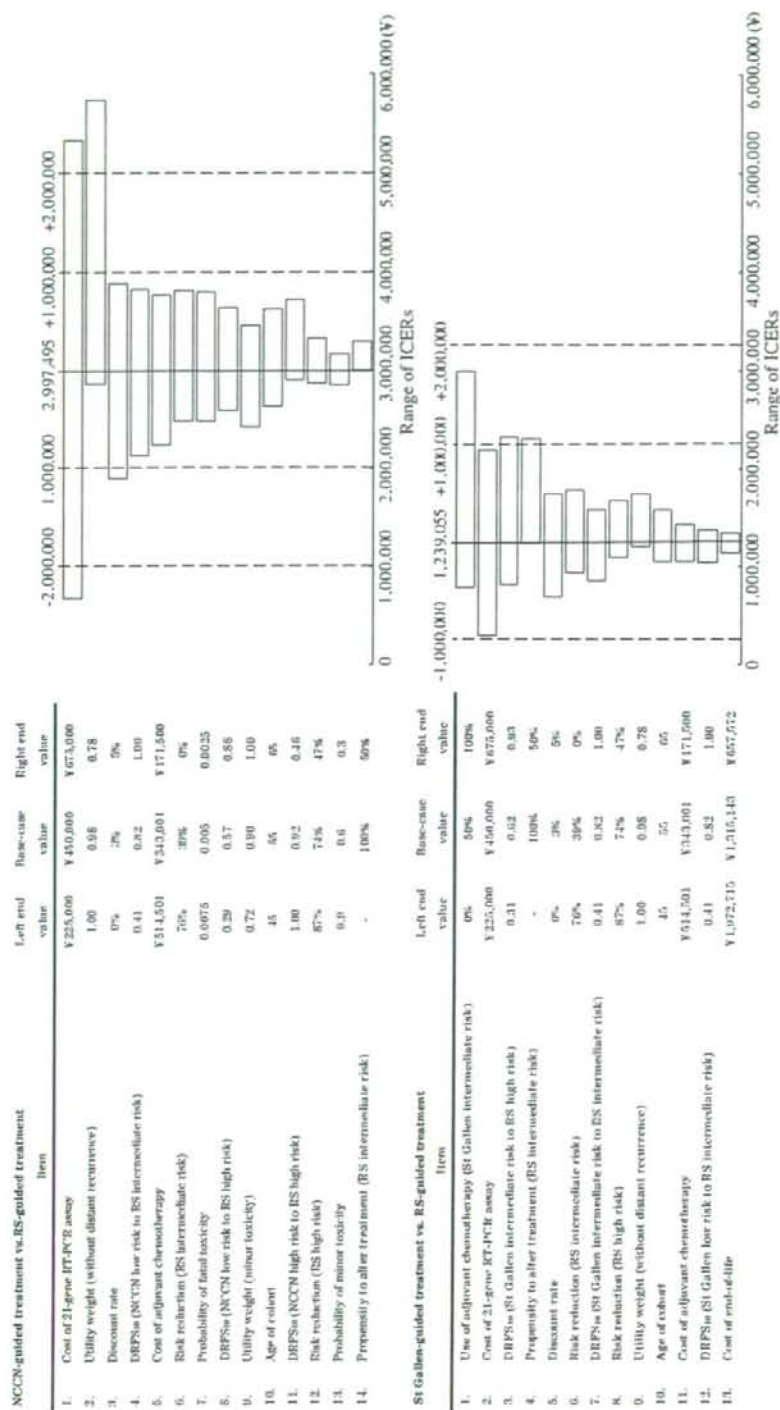 NCCN-guided treatment vs.RS-guided treatment
Item Left end value Base-case value Right end value
1. Cost of 21-gene RT-PCR assay ¥225,000 ¥450,000 ¥675,000
2. Utility weight (without distant recurrence) 1.00 0.98 0.78
3. Discount rate 0% 3% 5%
4. DRFS10 (NCCN low risk to RS intermediate risk) 0.41 0.82 1.00
5. Cost of adjuvant chemotherapy ¥514,501 ¥343,001 ¥171,500
6. Risk reduction (RS intermediate risk) 76% 39% 0%
7. Probability of fatal toxicity 0.0075 0.005 0.0025
8. DRFS10 (NCCN low risk to RS high risk) 0.29 0.57 0.86
9. Utility weight (minor toxicity) 0.72 0.90 1.00
10. Age of cohort 45 55 65
11. DRFS10 (NCCN high risk to RS high risk) 1.00 0.92 0.46
12. Risk reduction (RS high risk) 87% 74% 47%
13. Probability of minor toxicity 0.9 0.6 0.3
14. Propensity to alter treatment (RS intermediate risk) - 100% 50%
-2,000,000 1,000,000 2,997,495 +1,000,000 +2,000,000
0 1,000,000 2,000,000 3,000,000 4,000,000 5,000,000 6,000,000 (¥)
Range of ICERs
St Gallen-guided treatment vs. RS-guided treatment
Item Left end value Base-case value Right end value
1. Use of adjuvant chemotherapy (St Gallen intermediate risk) 0% 50% 100%
2. Cost of 21-gene RT-PCR assay ¥225,000 ¥450,000 ¥675,000
3. DRFS10 (St Gallen intermediate risk to RS high risk) 0.31 0.62 0.93
4. Propensity to alter treatment (RS intermediate risk) - 100% 50%
5. Discount rate 0% 3% 5%
6. Risk reduction (RS intermediate risk) 76% 39% 0%
7. DRFS10 (St Gallen intermediate risk to RS intermediate risk) 0.41 0.82 1.00
8. Risk reduction (RS high risk) 87% 74% 47%
9. Utility weight (without distant recurrence) 1.00 0.98 0.78
10. Age of cohort 45 55 65
11. Cost of adjuvant chemotherapy ¥514,501 ¥343,001 ¥171,500
12. DRFS10 (St Gallen low risk to RS intermediate risk) 0.41 0.82 1.00
13. Cost of end-of-life ¥1,972,715 ¥1,315,143 ¥657,572
-1,000,000 1,239,055 +1,000,000 +2,000,000
0 1,000,000 2,000,000 3,000,000 4,000,000 5,000,000 6,000,000 (¥)
Range of ICERs